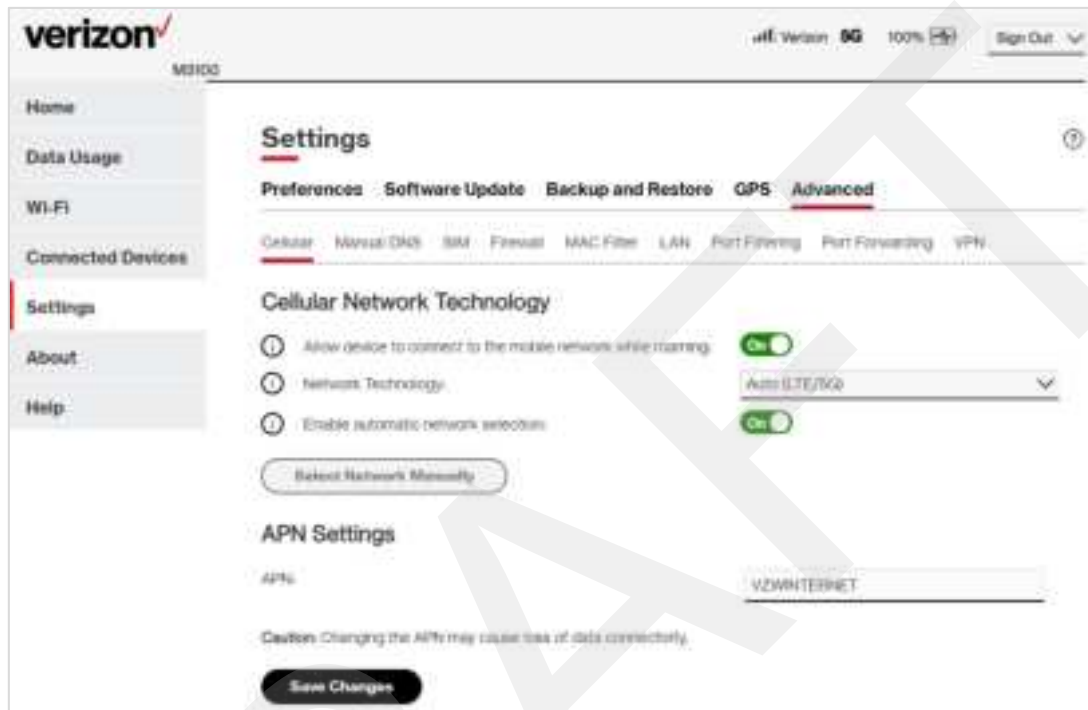 verizon
Verizon 5G 100% Sign Out
M3100
Home
Data Usage
Wi-Fi
Connected Devices
Settings
About
Help
Settings
Preferences Software Update Backup and Restore GPS Advanced
Cellular Manual DNS SIM Firewall MAC Filter LAN Port Filtering Port Forwarding VPN
Cellular Network Technology
Allow device to connect to the mobile network while roaming: On
Network Technology: Auto (LTE/5G)
Enable automatic network selection: On
Select Network Manually
APN Settings
APN: VZWINTERNET
Caution: Changing the APN may cause loss of data connectivity.
Save Changes